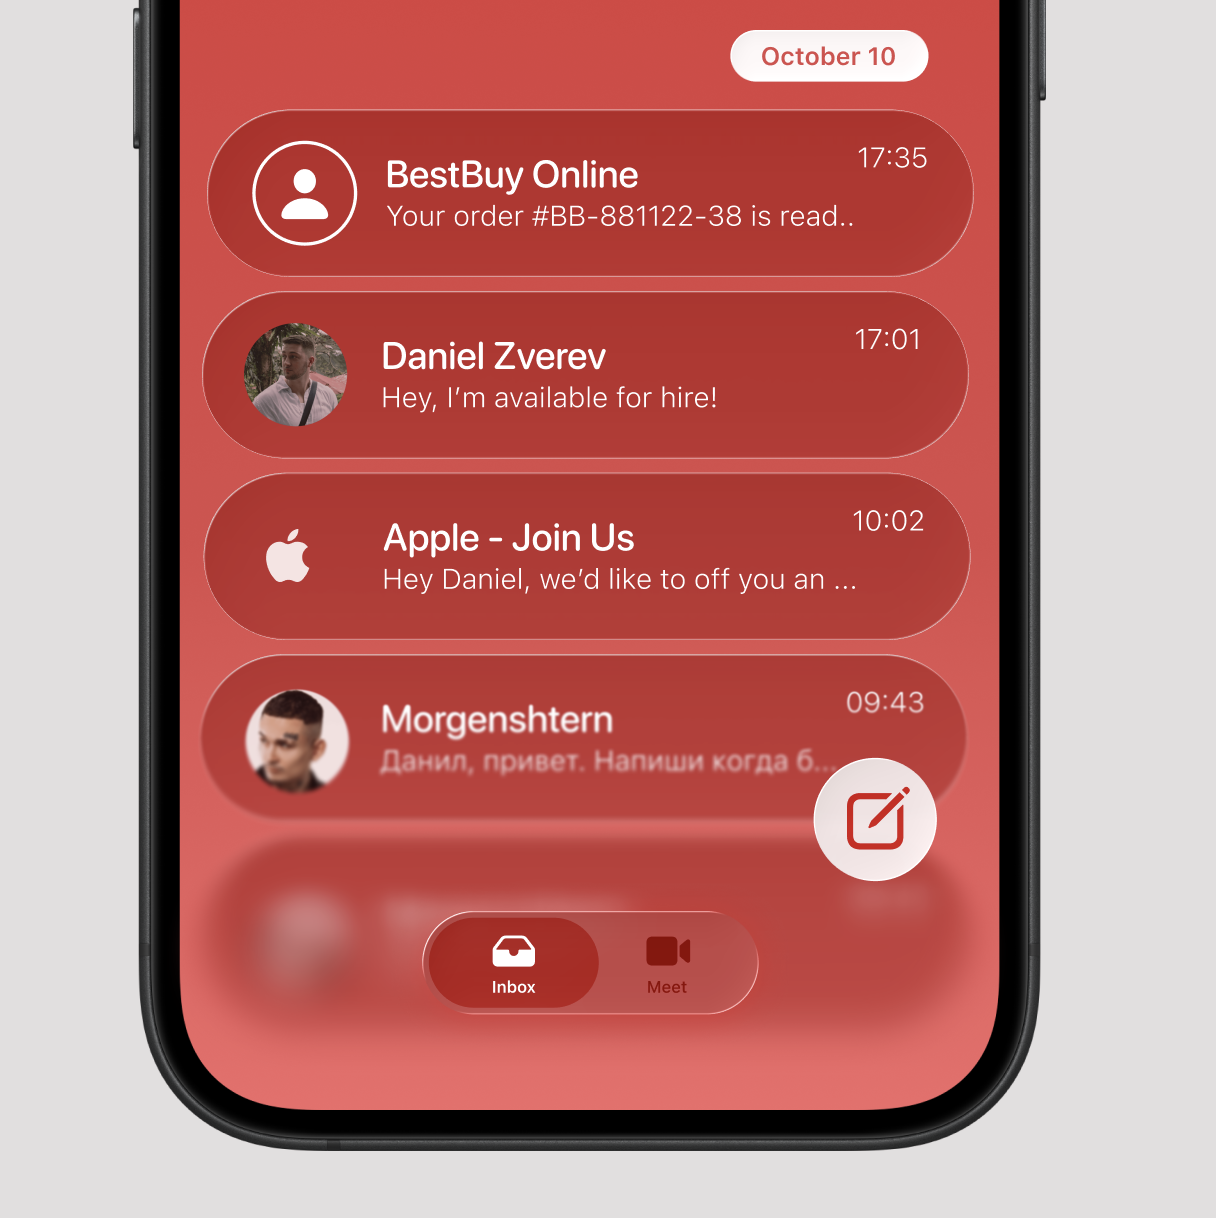 October 10
BestBuy Online
17:35
Your order #BB-881122-38 is read..
Daniel Zverev
17:01
Hey, I’m available for hire!
Apple - Join Us
10:02
Hey Daniel, we’d like to off you an ...
Morgenshtern
09:43
Данил, привет. Напиши когда б...
Inbox
Meet